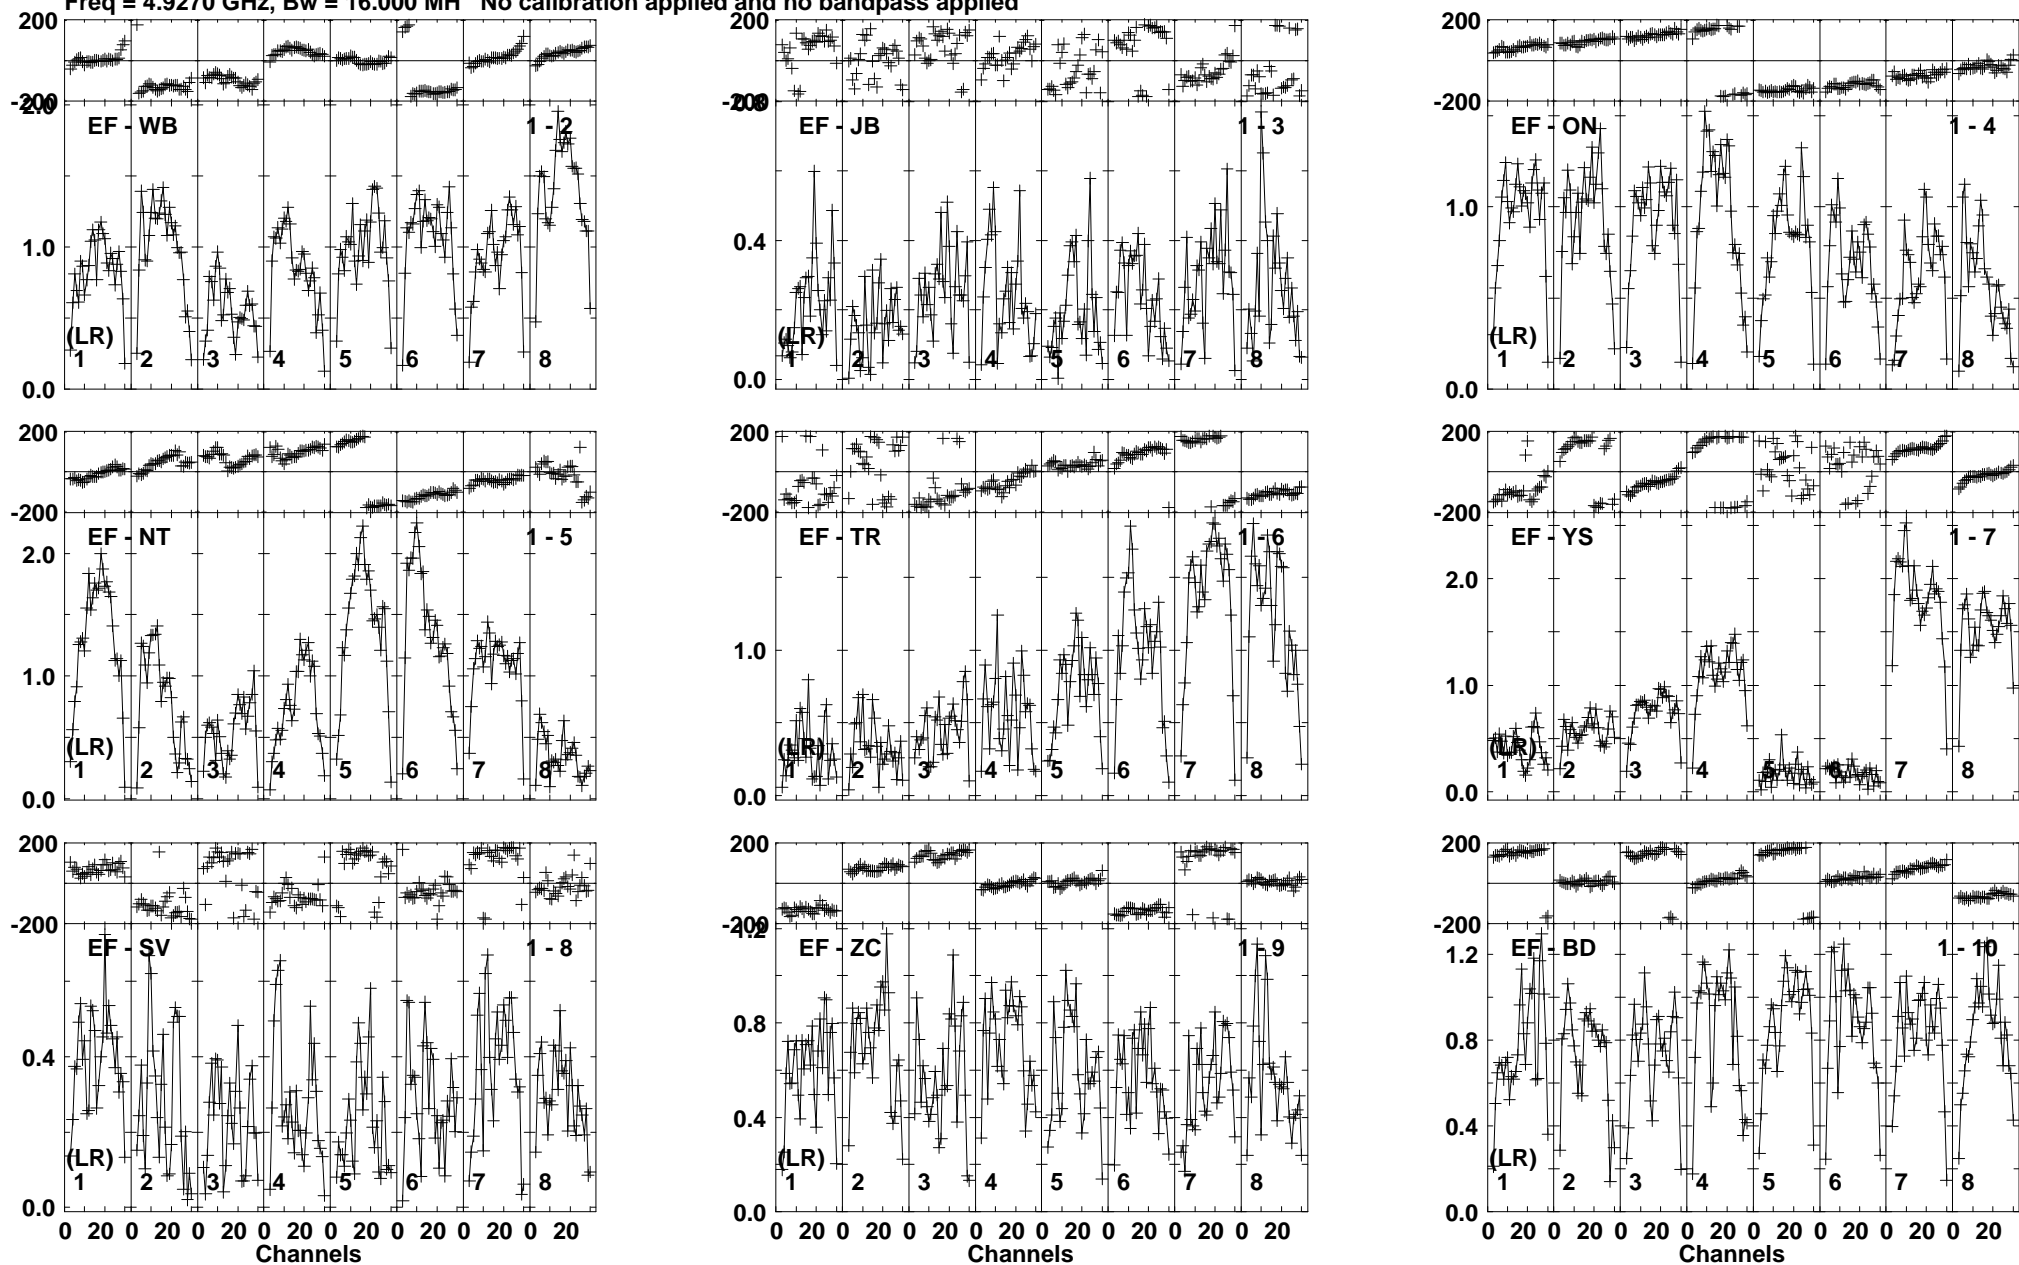 Freq = 4.9270 GHz, Bw = 16.000 MH No calibration applied and no bandpass applied
200 200 200
-200 -200 -200
2.0 0.8
EF - WB 1 - 2 EF - JB 1 - 3 EF - ON 1 - 4
1.0 0.4 1.0
(LR) (LR) (LR)
1 2 3 4 5 6 7 8 1 2 3 4 5 6 7 8 1 2 3 4 5 6 7 8
0.0 0.0 0.0
200 200 200
-200 -200 -200
EF - NT 1 - 5 EF - TR 1 - 6 EF - YS 1 - 7
2.0 2.0
1.0 1.0 1.0
(LR) (LR) (LR)
1 2 3 4 5 6 7 8 1 2 3 4 5 6 7 8 1 2 3 4 5 6 7 8
0.0 0.0 0.0
200 200 200
-200 -200 -200
1.2
EF - SV 1 - 8 EF - ZC 1 - 9 EF - BD 1 - 10
1.2
0.4 0.8 0.8
0.4 0.4
(LR) (LR) (LR)
1 2 3 4 5 6 7 8 1 2 3 4 5 6 7 8 1 2 3 4 5 6 7 8
0.0 0.0 0.0
0 20 0 20 0 20 0 20 0 20 0 20 0 20 0 20 0 20 0 20 0 20 0 20 0 20 0 20 0 20 0 20 0 20 0 20 0 20 0 20 0 20 0 20 0 20 0 20
Channels Channels Channels